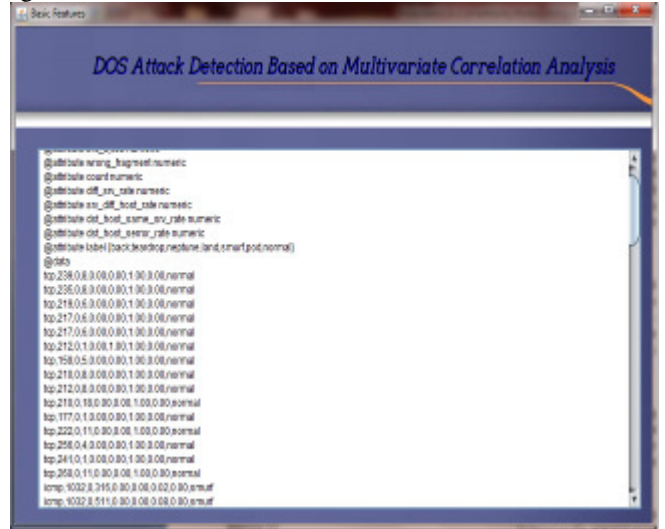 Basic Features
DOS Attack Detection Based on Multivariate Correlation Analysis
@attribute wrong_fragment numeric
@attribute count numeric
@attribute diff_srv_rate numeric
@attribute srv_diff_host_rate numeric
@attribute dst_host_same_srv_rate numeric
@attribute dst_host_serror_rate numeric
@attribute label {back,teardrop,neptune,land,smurf,pod,normal}
@data
tcp,239,0,8,0.00,0.00,1.00,0.00,normal
tcp,235,0,8,0.00,0.00,1.00,0.00,normal
tcp,219,0,6,0.00,0.00,1.00,0.00,normal
tcp,217,0,6,0.00,0.00,1.00,0.00,normal
tcp,217,0,6,0.00,0.00,1.00,0.00,normal
tcp,212,0,1,0.00,1.00,1.00,0.00,normal
tcp,159,0,5,0.00,0.00,1.00,0.00,normal
tcp,210,0,8,0.00,0.00,1.00,0.00,normal
tcp,212,0,8,0.00,0.00,1.00,0.00,normal
tcp,210,0,18,0.00,0.00,1.00,0.00,normal
tcp,177,0,1,0.00,0.00,1.00,0.00,normal
tcp,222,0,11,0.00,0.00,1.00,0.00,normal
tcp,256,0,4,0.00,0.00,1.00,0.00,normal
tcp,241,0,1,0.00,0.00,1.00,0.00,normal
tcp,260,0,11,0.00,0.00,1.00,0.00,normal
icmp,1032,0,316,0.00,0.00,0.02,0.00,smurf
icmp,1032,0,511,0.00,0.00,0.08,0.00,smurf